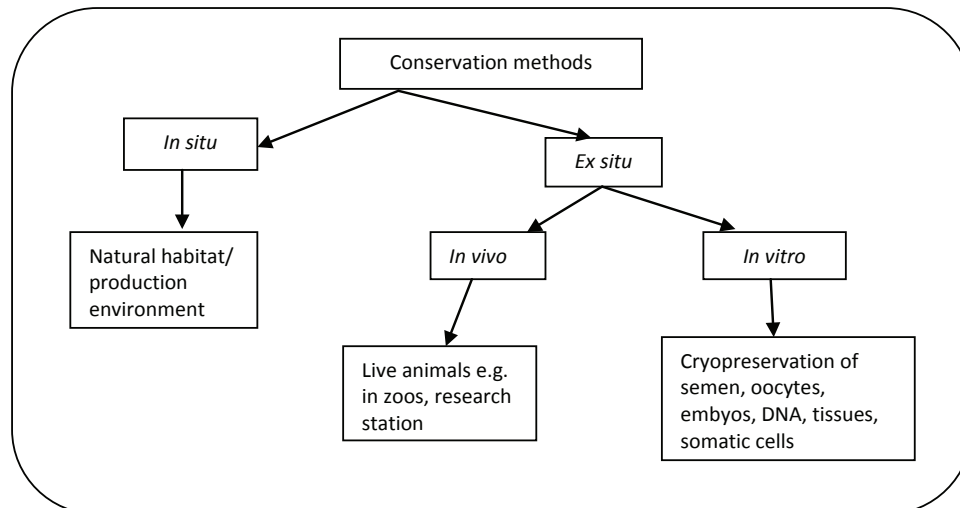 Conservation methods
In situ
Ex situ
Natural habitat/
production
environment
In vivo
In vitro
Live animals e.g.
in zoos, research
station
Cryopreservation of
semen, oocytes,
embyos, DNA, tissues,
somatic cells